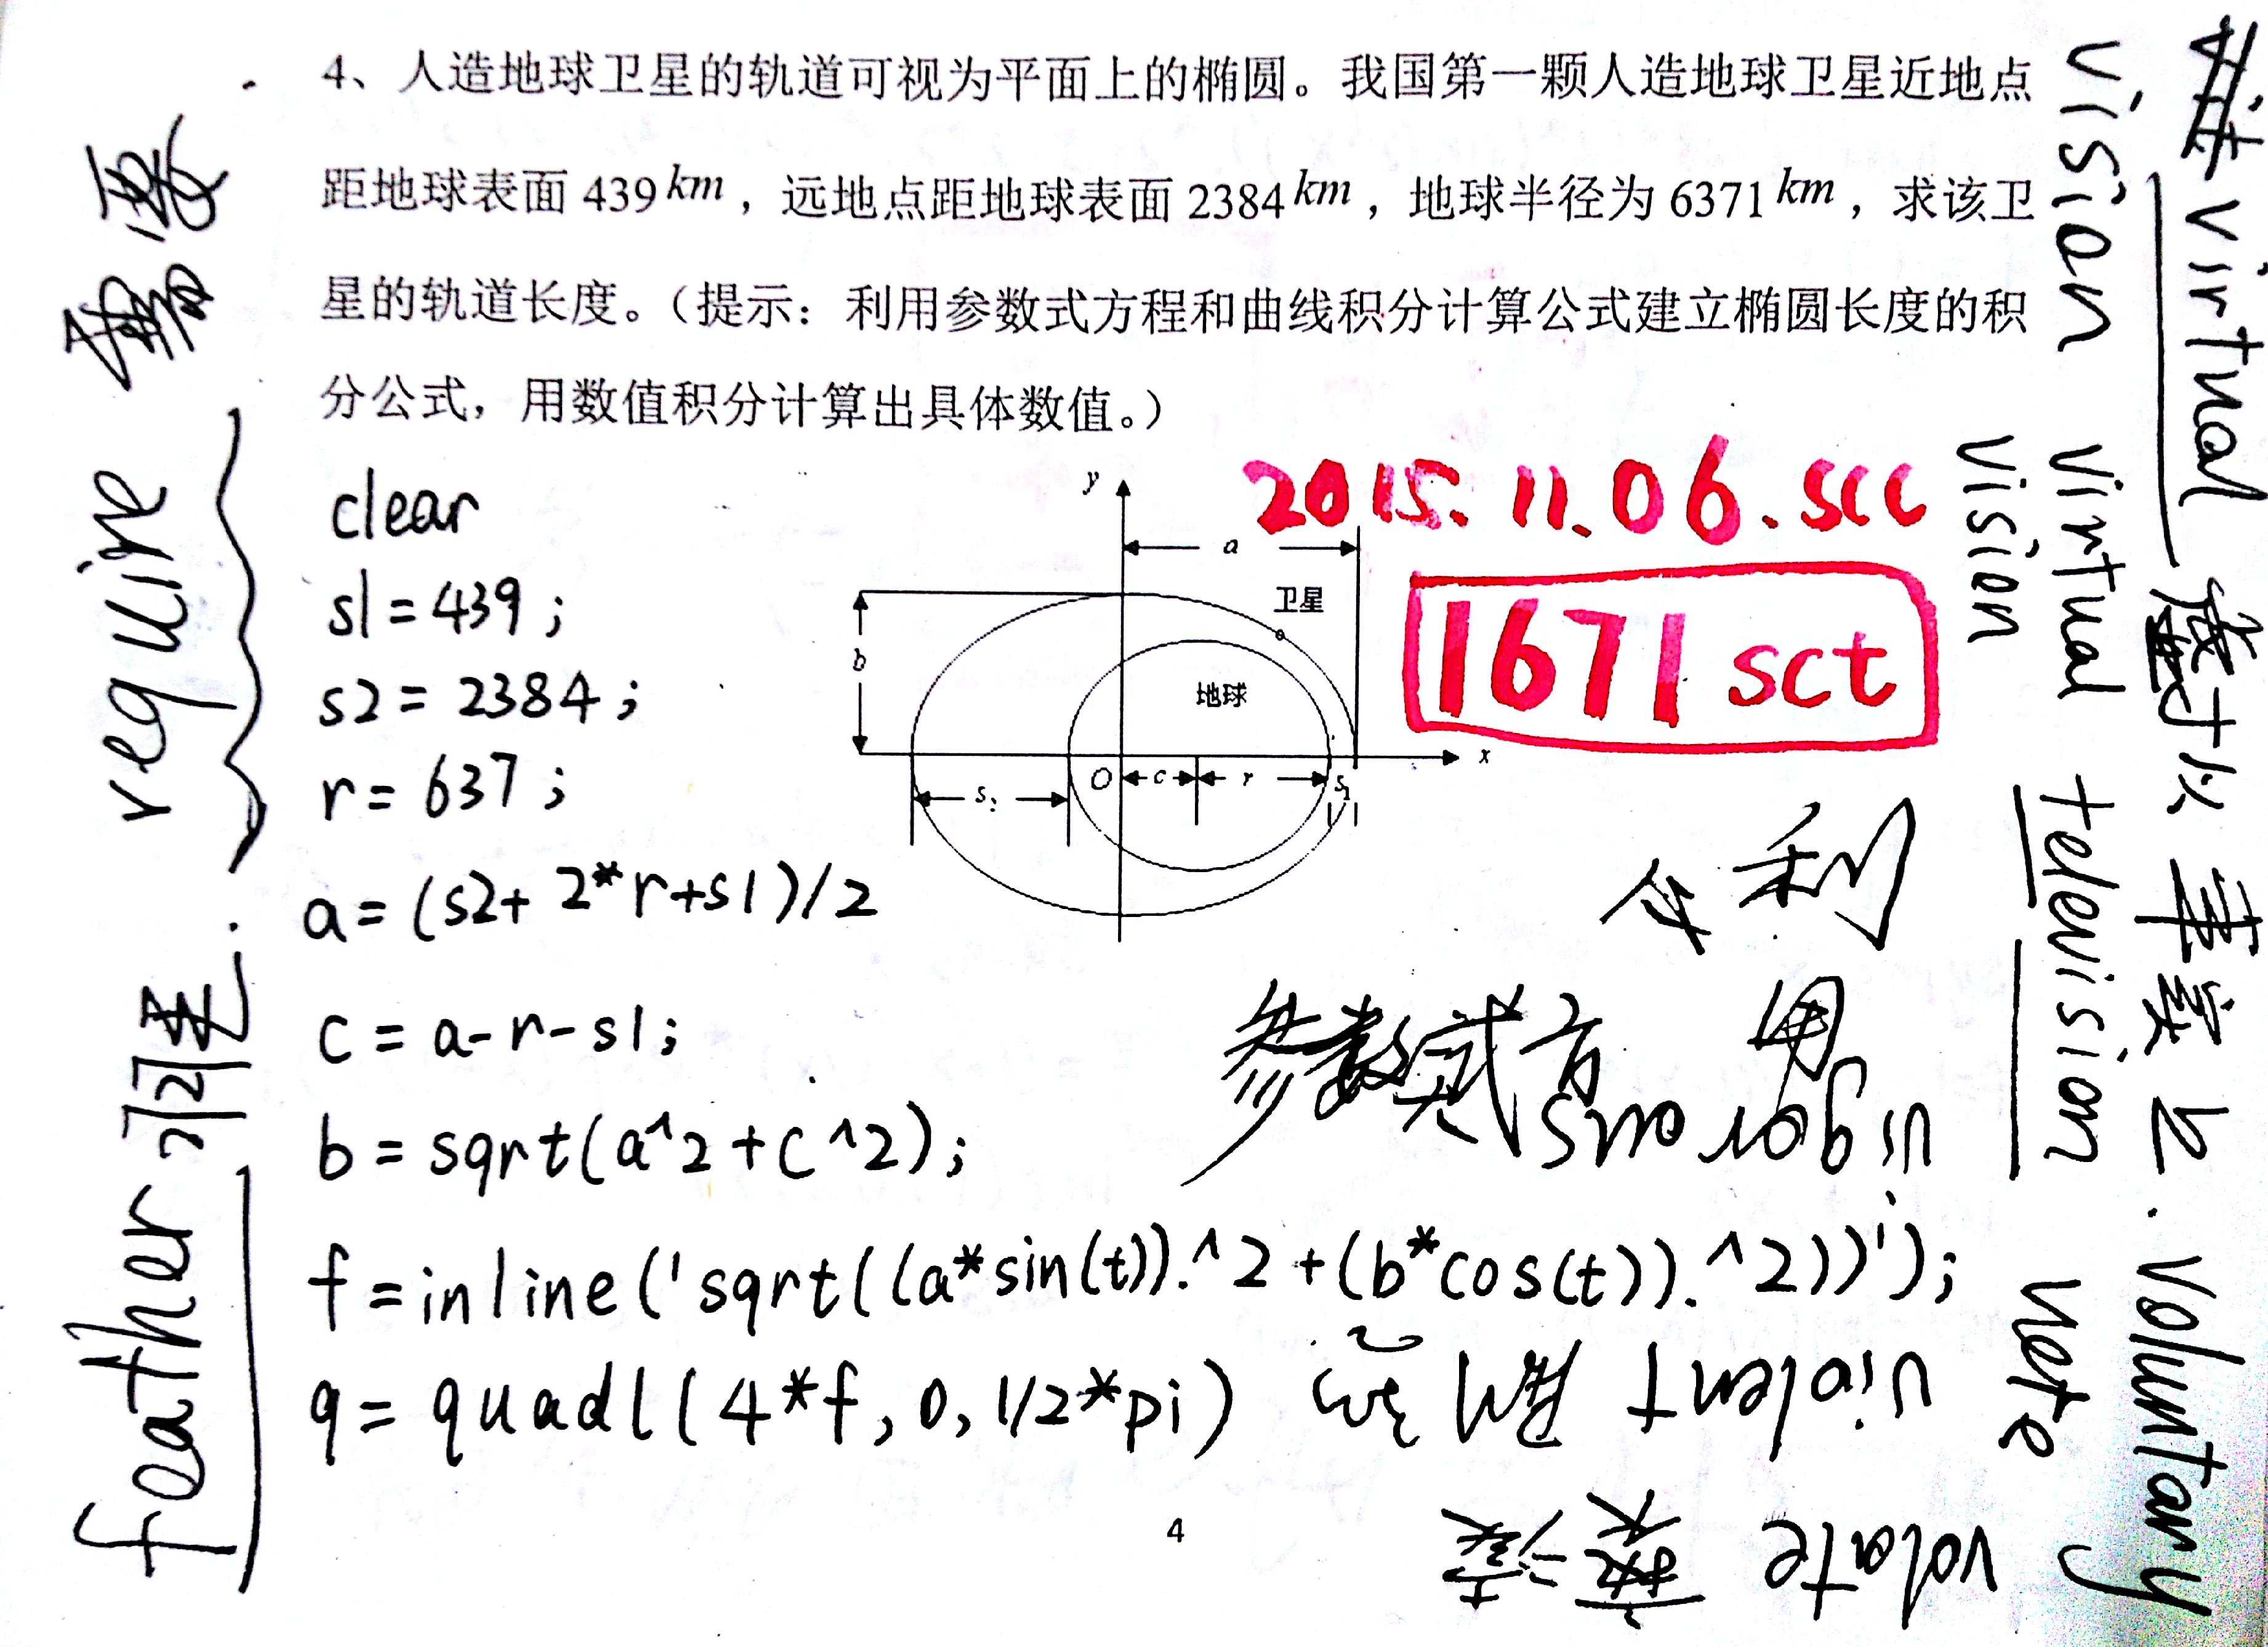 4、人造地球卫星的轨道可视为平面上的椭圆。我国第一颗人造地球卫星近地点
距地球表面 439 km，远地点距地球表面 2384 km，地球半径为 6371 km，求该卫
星的轨道长度。（提示：利用参数式方程和曲线积分计算公式建立椭圆长度的积
分公式，用数值积分计算出具体数值。）
2015.11.06.scc
1671 sct
y
a
卫星
b
地球
O
c
r
s1
x
s2
clear
s1=439;
s2=2384;
r=637;
a=(s2+2*r+s1)/2
c=a-r-s1;
b=sqrt(a^2+c^2);
f=inline('sqrt((a*sin(t)).^2+(b*cos(t)).^2))');
q=quadl(4*f,0,1/2*pi)
利
用
参数式方
vigorous
violent
volate
4
require
feather
vision
virtual
virtual
vision
television
voluntary
vote